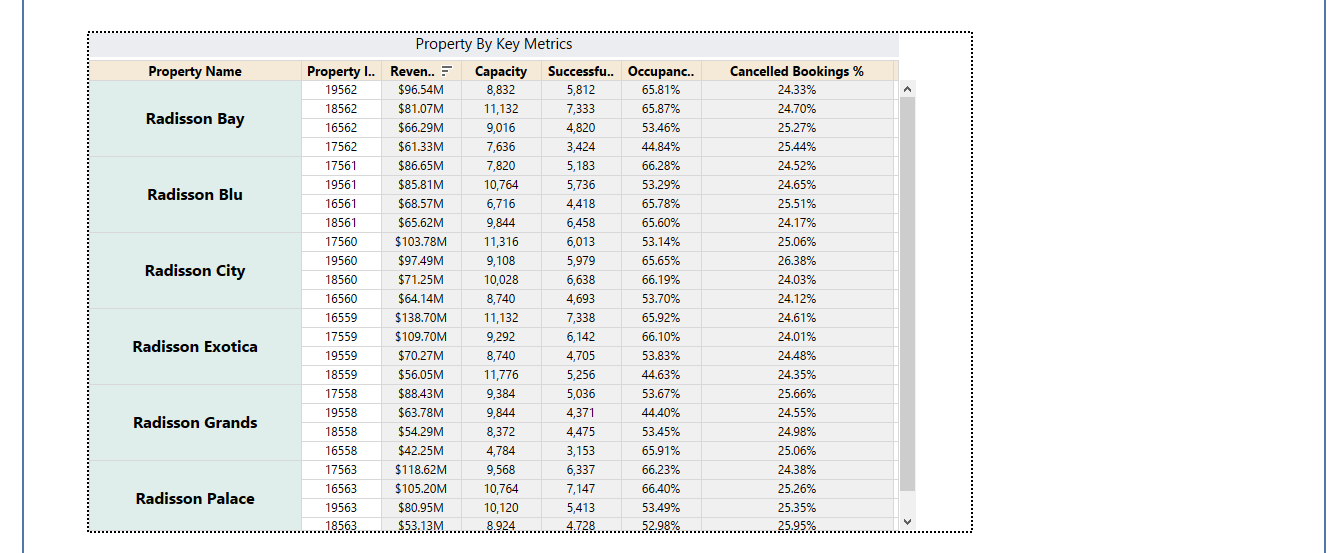 Property By Key Metrics
Property Name Property I.. Reven.. Capacity Successfu.. Occupanc.. Cancelled Bookings %
Radisson Bay
19562 $96.54M 8,832 5,812 65.81% 24.33%
18562 $81.07M 11,132 7,333 65.87% 24.70%
16562 $66.29M 9,016 4,820 53.46% 25.27%
17562 $61.33M 7,636 3,424 44.84% 25.44%
Radisson Blu
17561 $86.65M 7,820 5,183 66.28% 24.52%
19561 $85.81M 10,764 5,736 53.29% 24.65%
16561 $68.57M 6,716 4,418 65.78% 25.51%
18561 $65.62M 9,844 6,458 65.60% 24.17%
Radisson City
17560 $103.78M 11,316 6,013 53.14% 25.06%
19560 $97.49M 9,108 5,979 65.65% 26.38%
18560 $71.25M 10,028 6,638 66.19% 24.03%
16560 $64.14M 8,740 4,693 53.70% 24.12%
Radisson Exotica
16559 $138.70M 11,132 7,338 65.92% 24.61%
17559 $109.70M 9,292 6,142 66.10% 24.01%
19559 $70.27M 8,740 4,705 53.83% 24.48%
18559 $56.05M 11,776 5,256 44.63% 24.35%
Radisson Grands
17558 $88.43M 9,384 5,036 53.67% 25.66%
19558 $63.78M 9,844 4,371 44.40% 24.55%
18558 $54.29M 8,372 4,475 53.45% 24.98%
16558 $42.25M 4,784 3,153 65.91% 25.06%
Radisson Palace
17563 $118.62M 9,568 6,337 66.23% 24.38%
16563 $105.20M 10,764 7,147 66.40% 25.26%
19563 $80.95M 10,120 5,413 53.49% 25.35%
18563 $53.13M 8,924 4,728 52.98% 25.95%